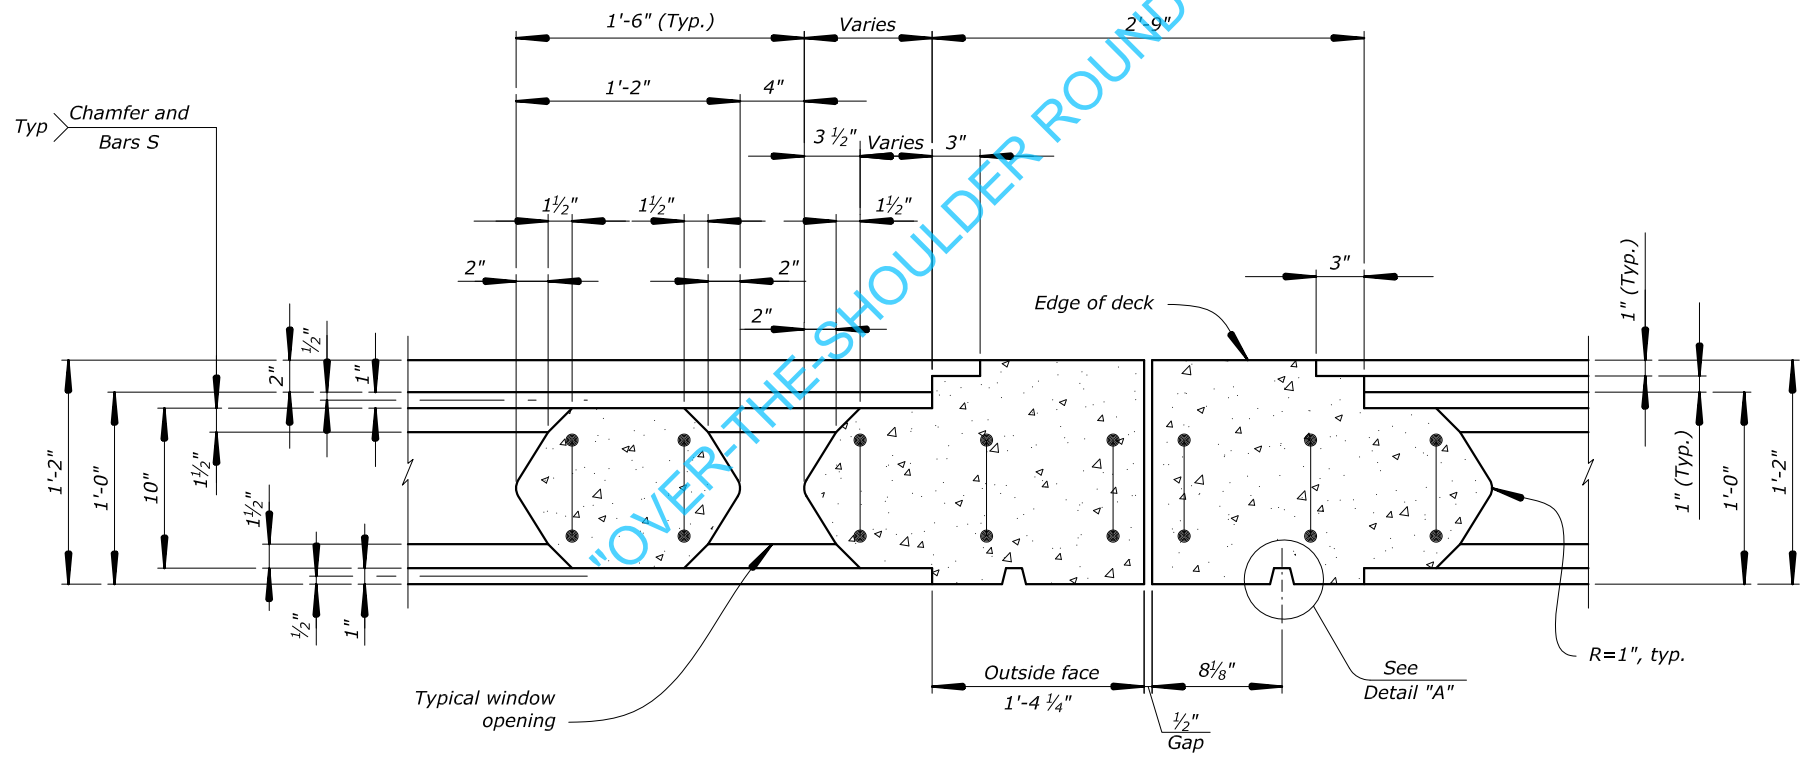 1'-6" (Typ.)
Varies
2'-9"
1'-2"
4"
Typ
Chamfer and
Bars S
3 ½"
Varies
3"
1½"
1½"
1½"
2"
2"
2"
3"
1" (Typ.)
Edge of deck
"OVER-THE-SHOULDER ROUND
½"
2"
1"
1'-2"
1'-0"
10"
1½"
1½"
½"
1"
1" (Typ.)
1'-0"
1'-2"
R=1", typ.
Outside face
1'-4 ¼"
8⅛"
See
Detail "A"
Typical window
opening
½"
Gap